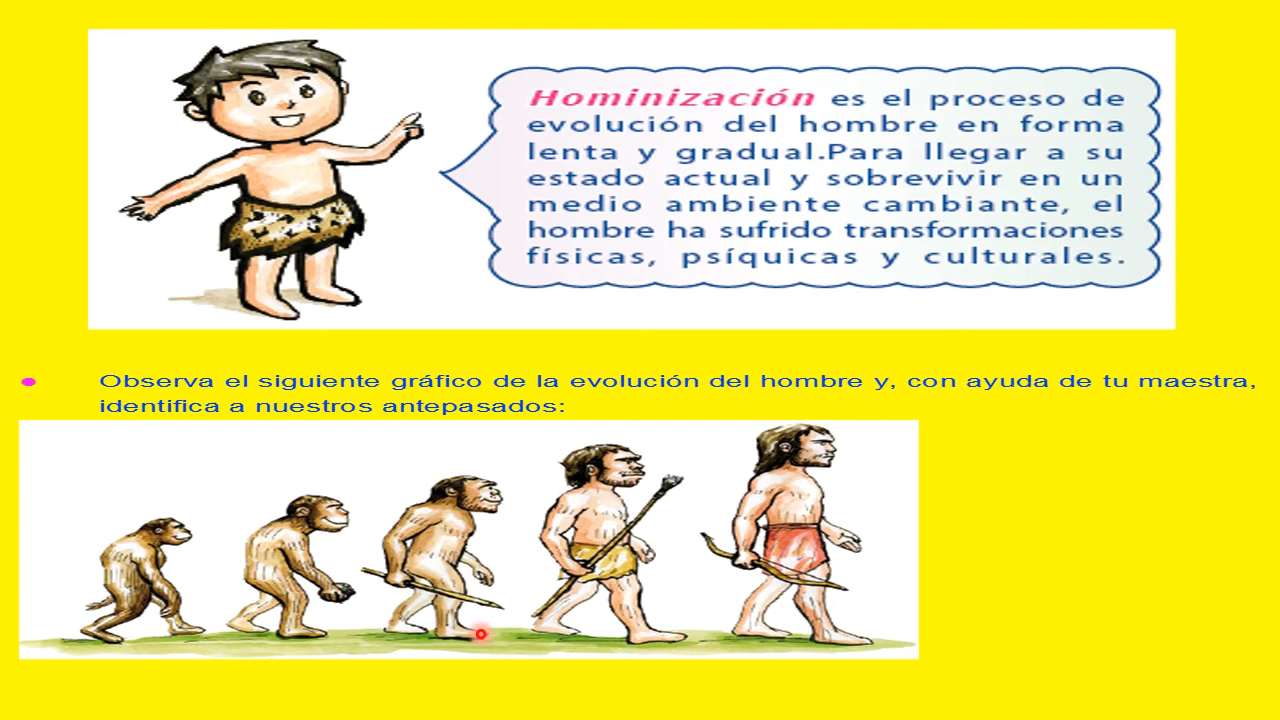 Hominización es el proceso de
evolución del hombre en forma
lenta y gradual.Para llegar a su
estado actual y sobrevivir en un
medio ambiente cambiante, el
hombre ha sufrido transformaciones
físicas, psíquicas y culturales.
Observa el siguiente gráfico de la evolución del hombre y, con ayuda de tu maestra,
identifica a nuestros antepasados: